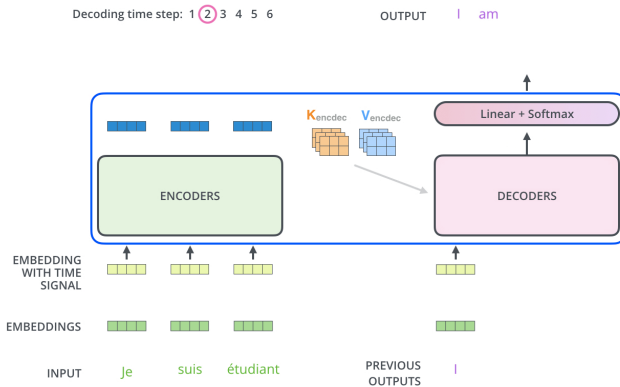 Decoding time step: 1 2 3 4 5 6
OUTPUT I am
Kencdec Vencdec
Linear + Softmax
ENCODERS
DECODERS
EMBEDDING
WITH TIME
SIGNAL
EMBEDDINGS
INPUT Je suis étudiant
PREVIOUS
OUTPUTS
I